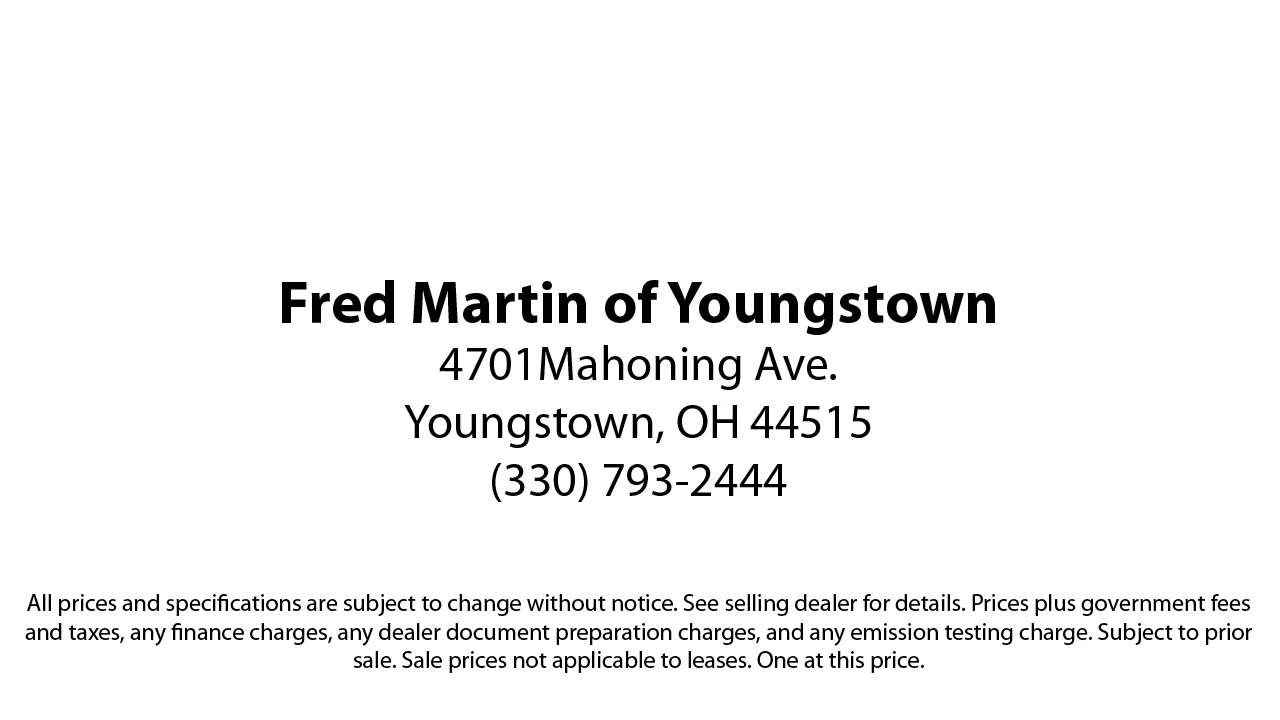 Fred Martin of Youngstown
4701Mahoning Ave.
Youngstown, OH 44515
(330) 793-2444
All prices and specifications are subject to change without notice. See selling dealer for details. Prices plus government fees
and taxes, any finance charges, any dealer document preparation charges, and any emission testing charge. Subject to prior
sale. Sale prices not applicable to leases. One at this price.